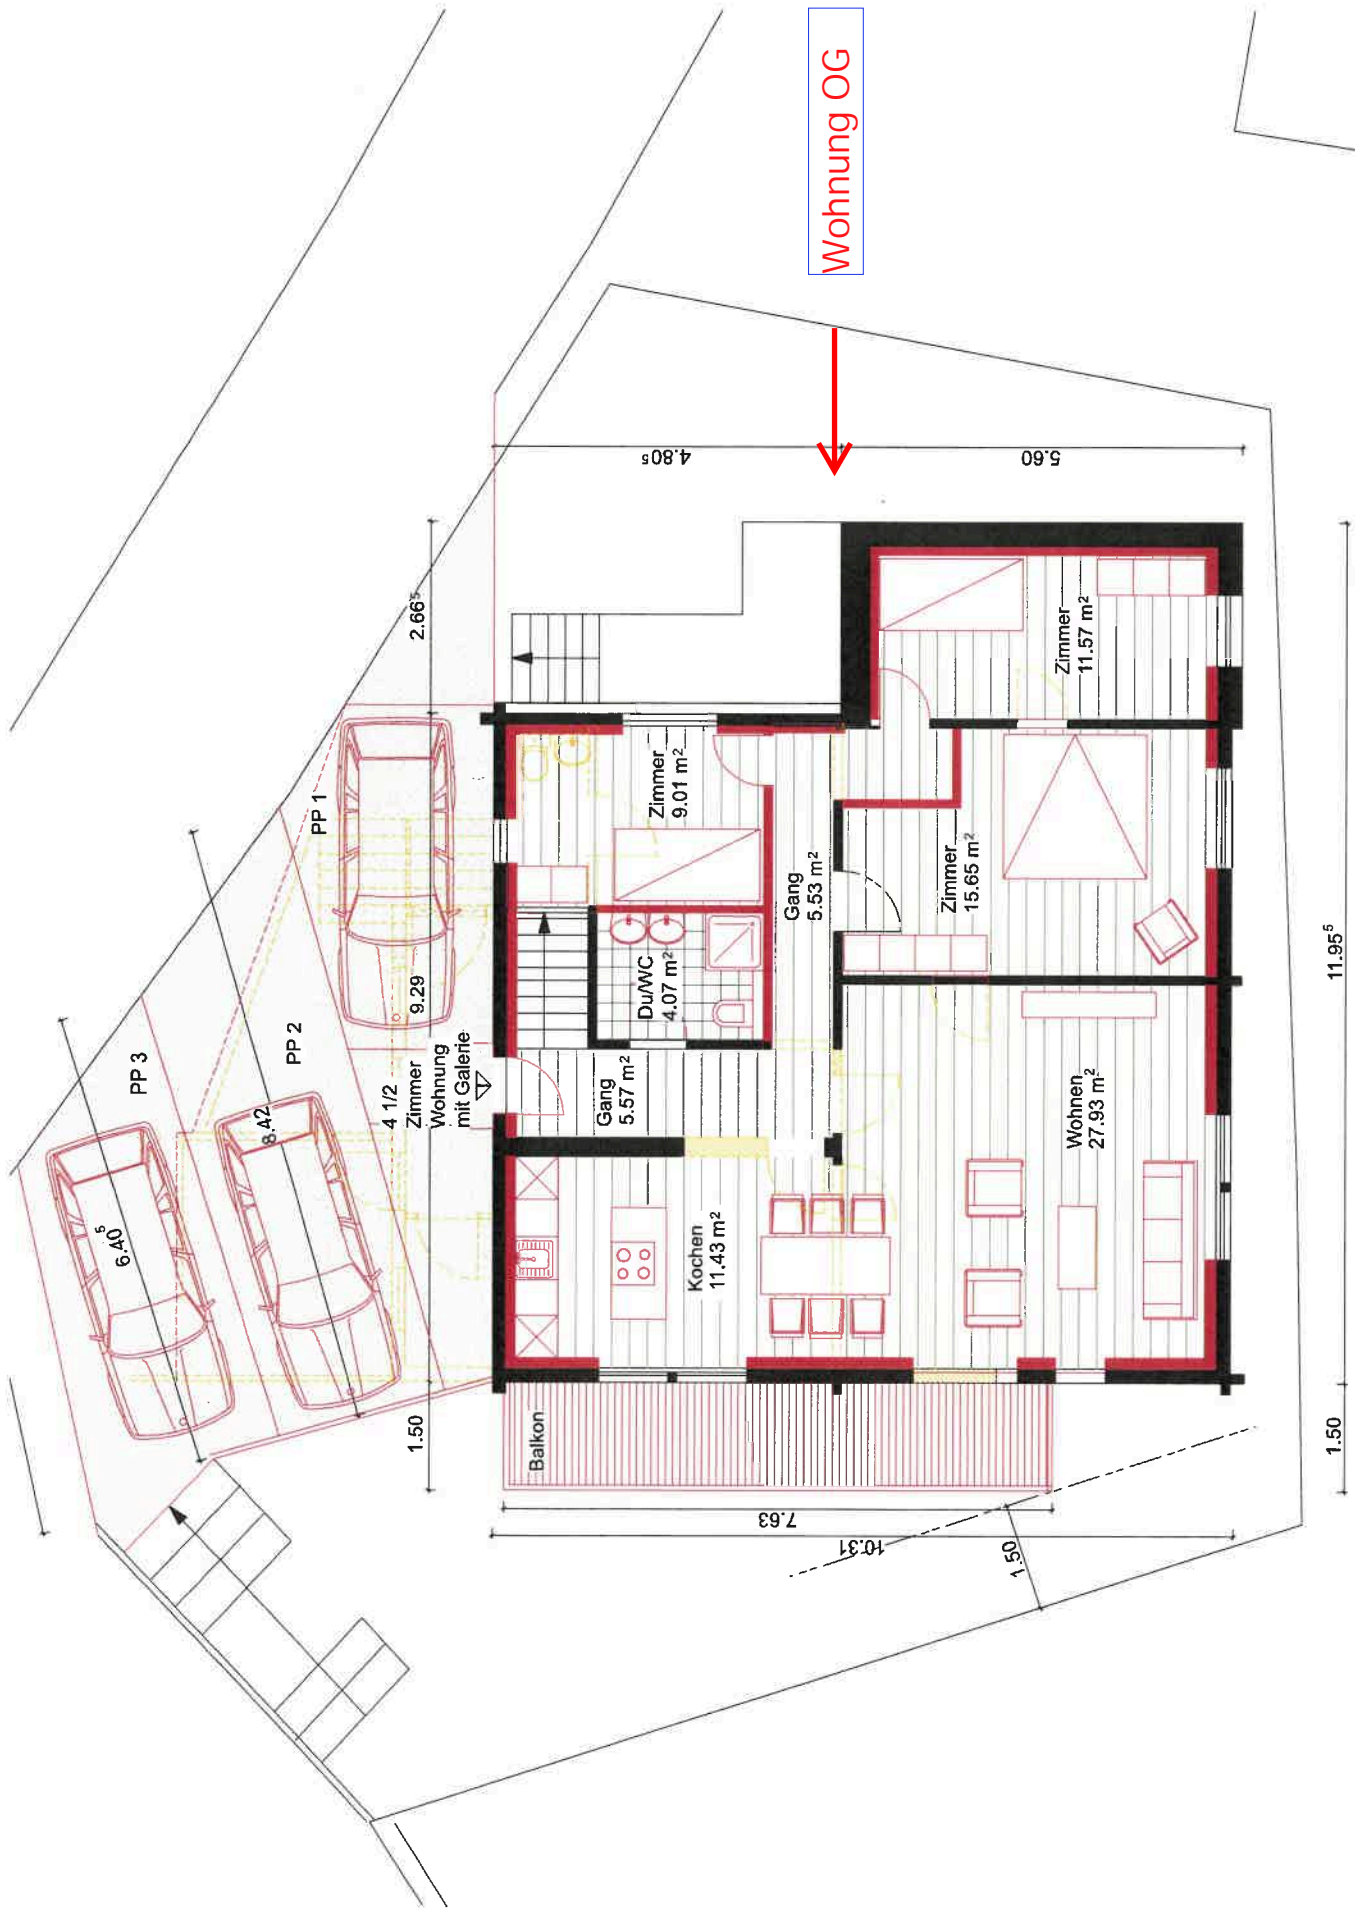 Wohnung OG
PP 1
PP 2
PP 3
2.66⁵
9.29
8.42
6.40⁵
4 1/2
Zimmer
Wohnung
mit Galerie
1.50
4.80⁵
5.60
Zimmer
9.01 m²
Zimmer
11.57 m²
Gang
5.53 m²
Zimmer
15.65 m²
Du/WC
4.07 m²
Gang
5.57 m²
Wohnen
27.93 m²
Kochen
11.43 m²
Balkon
7.63
10.31
1.50
11.95⁵
1.50